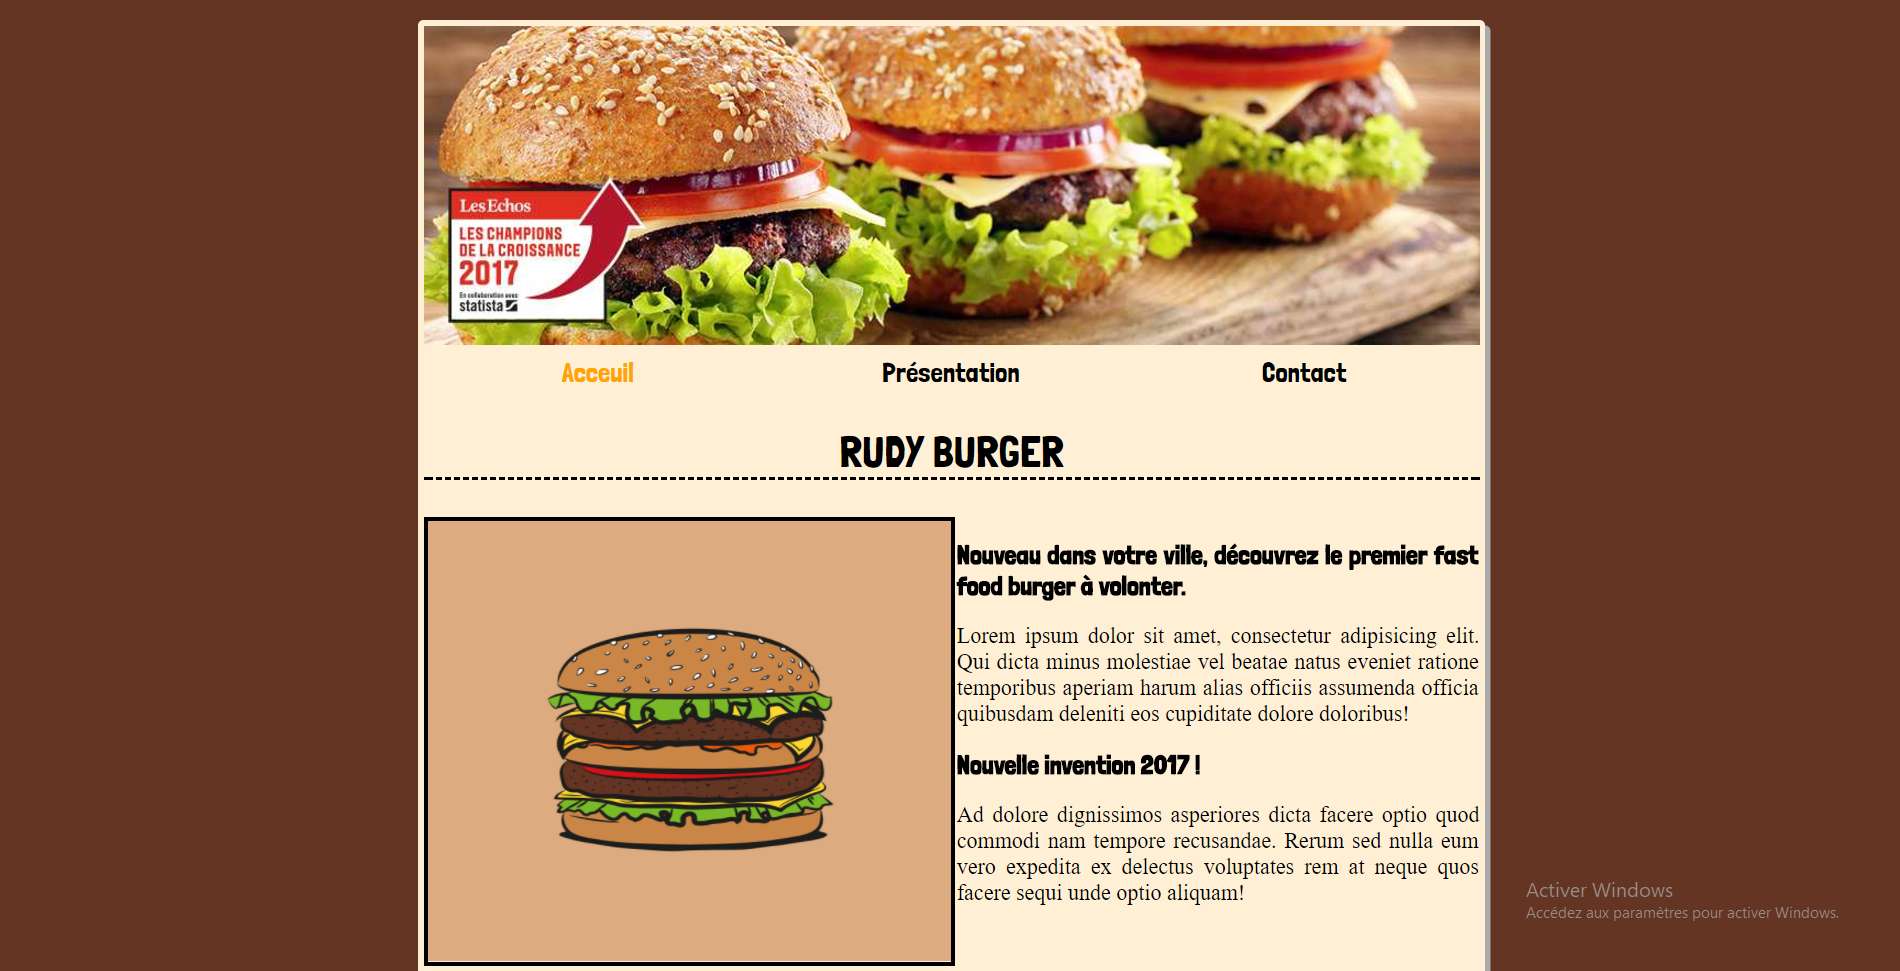 Les Echos
LES CHAMPIONS
DE LA CROISSANCE
2017
En collaboration avec
statista
Acceuil Présentation Contact
RUDY BURGER
Nouveau dans votre ville, découvrez le premier fast
food burger à volonter.
Lorem ipsum dolor sit amet, consectetur adipisicing elit.
Qui dicta minus molestiae vel beatae natus eveniet ratione
temporibus aperiam harum alias officiis assumenda officia
quibusdam deleniti eos cupiditate dolore doloribus!
Nouvelle invention 2017 !
Ad dolore dignissimos asperiores dicta facere optio quod
commodi nam tempore recusandae. Rerum sed nulla eum
vero expedita ex delectus voluptates rem at neque quos
facere sequi unde optio aliquam!
Activer Windows
Accédez aux paramètres pour activer Windows.